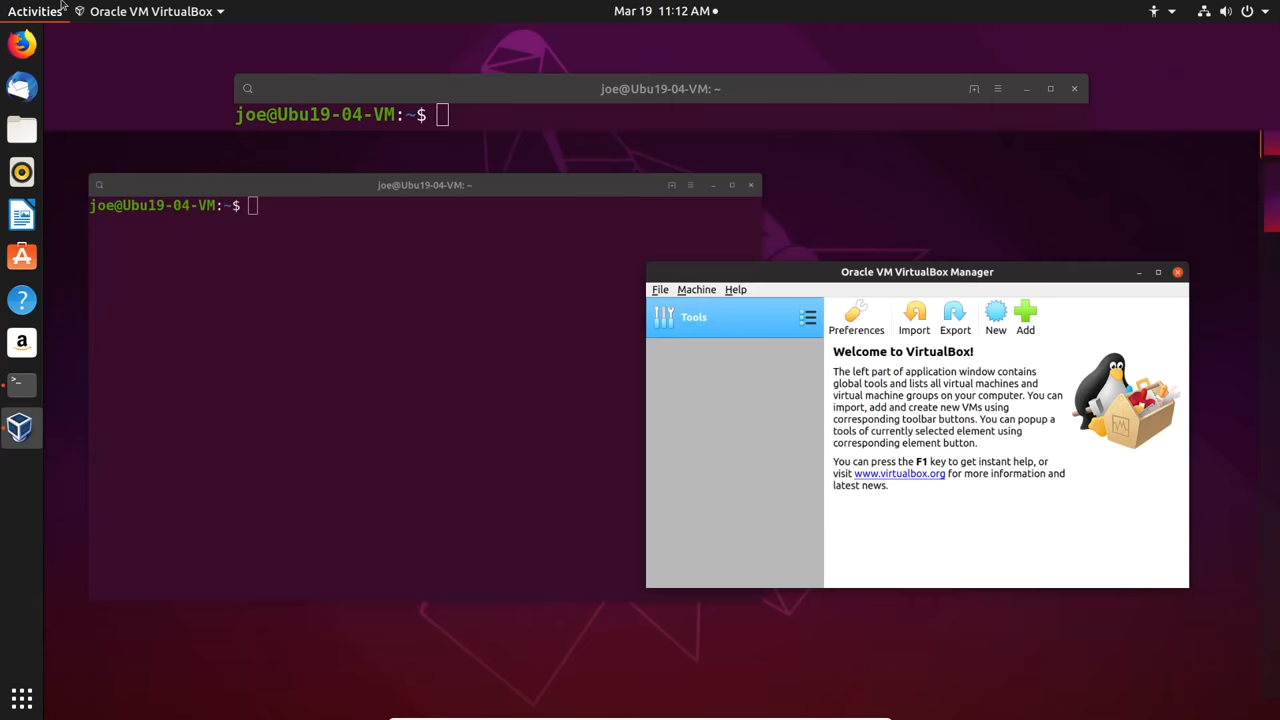 Activities
Oracle VM VirtualBox
Mar 19 11:12 AM
joe@Ubu19-04-VM: ~
joe@Ubu19-04-VM:~$
joe@Ubu19-04-VM: ~
joe@Ubu19-04-VM:~$
Oracle VM VirtualBox Manager
File Machine Help
Tools
Preferences Import Export New Add
Welcome to VirtualBox!
The left part of application window contains
global tools and lists all virtual machines and
virtual machine groups on your computer. You can
import, add and create new VMs using
corresponding toolbar buttons. You can popup a
tools of currently selected element using
corresponding element button.
You can press the F1 key to get instant help, or
visit www.virtualbox.org for more information and
latest news.